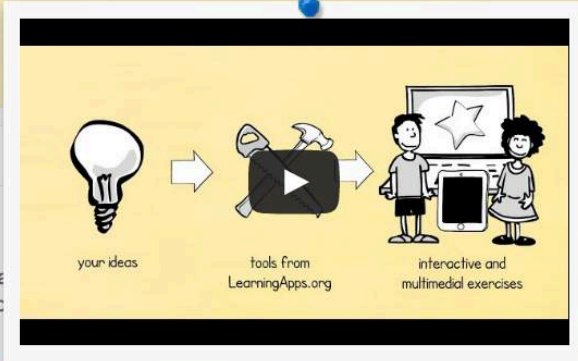 your ideas
tools from
LearningApps.org
interactive and
multimedial exercises